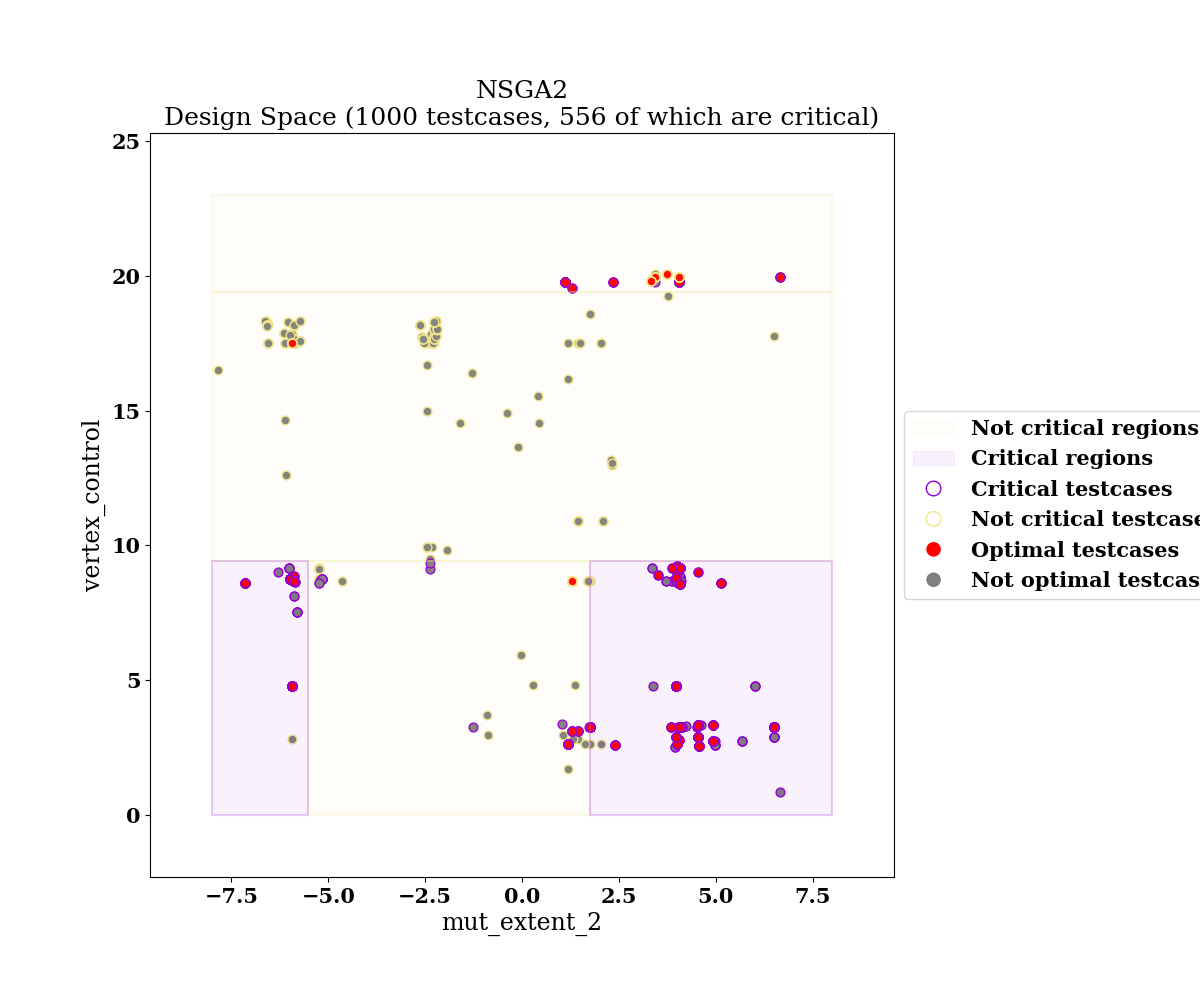 NSGA2
Design Space (1000 testcases, 556 of which are critical)
25
20
15
10
5
0
vertex_control
−7.5 −5.0 −2.5 0.0 2.5 5.0 7.5
mut_extent_2
Not critical regions
Critical regions
Critical testcases
Not critical testcase
Optimal testcases
Not optimal testcas